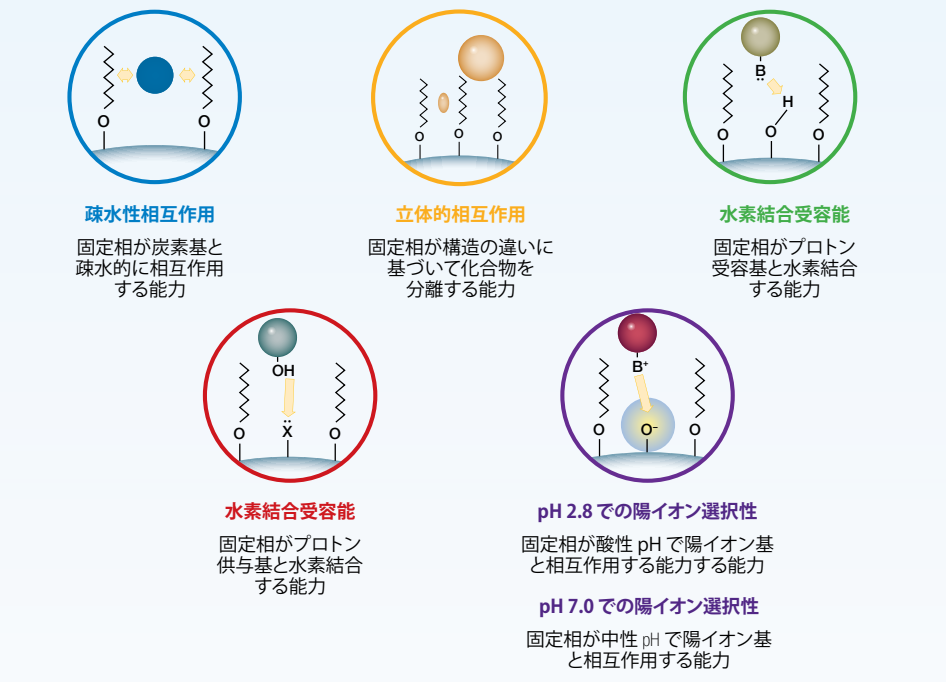 O
O
O
O
O
B
H
O
O
O
疎水性相互作用
固定相が炭素基と
疎水的に相互作用
する能力
立体的相互作用
固定相が構造の違いに
基づいて化合物を
分離する能力
水素結合受容能
固定相がプロトン
受容基と水素結合
する能力
OH
X
O
O
B+
O
O−
O
水素結合受容能
固定相がプロトン
供与基と水素結合
する能力
pH 2.8 での陽イオン選択性
固定相が酸性 pH で陽イオン基
と相互作用する能力する能力
pH 7.0 での陽イオン選択性
固定相が中性 pH で陽イオン基
と相互作用する能力